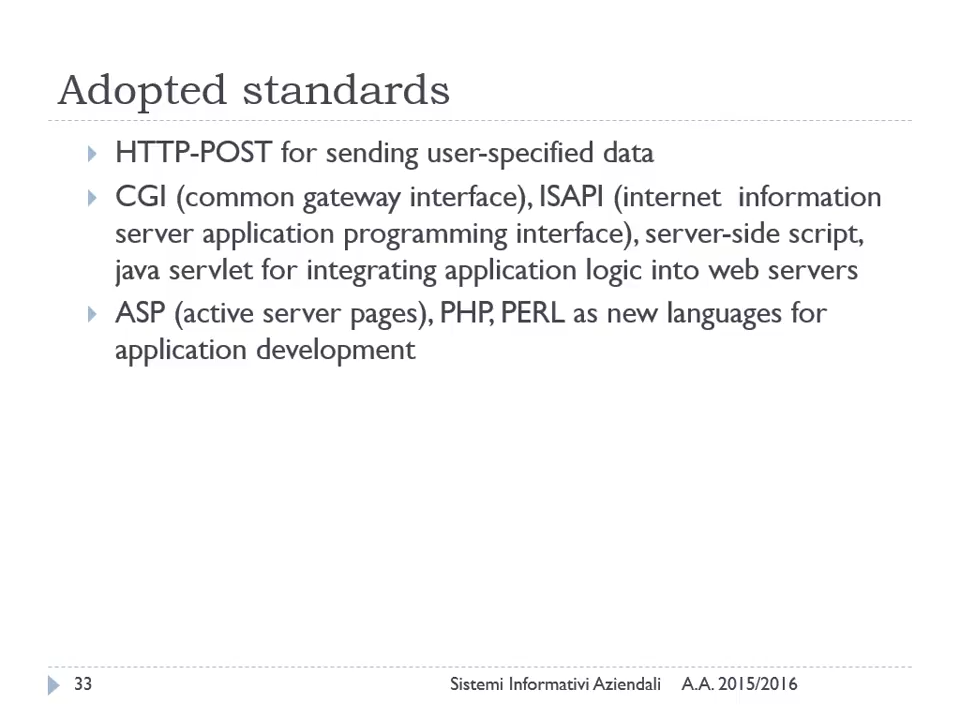 Adopted standards
HTTP-POST for sending user-specified data
CGI (common gateway interface), ISAPI (internet information
server application programming interface), server-side script,
java servlet for integrating application logic into web servers
ASP (active server pages), PHP, PERL as new languages for
application development
33 Sistemi Informativi Aziendali A.A. 2015/2016